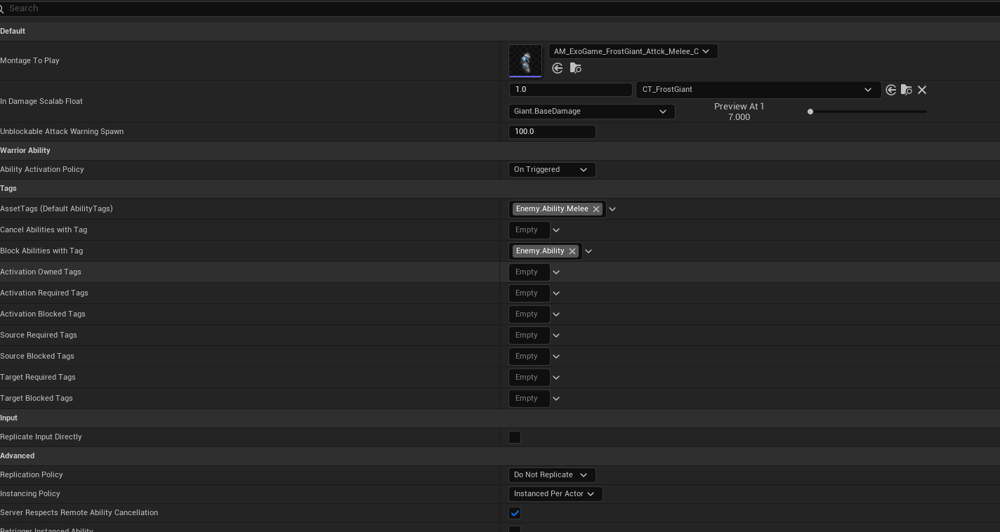 Search
Default
Montage To Play
AM_ExoGame_FrostGiant_Attck_Melee_C
In Damage Scalab Float
1.0
CT_FrostGiant
Giant.BaseDamage
Preview At 1
7.000
Unblockable Attack Warning Spawn
100.0
Warrior Ability
Ability Activation Policy
On Triggered
Tags
AssetTags (Default AbilityTags)
Enemy.Ability.Melee
Cancel Abilities with Tag
Empty
Block Abilities with Tag
Enemy.Ability
Activation Owned Tags
Empty
Activation Required Tags
Empty
Activation Blocked Tags
Empty
Source Required Tags
Empty
Source Blocked Tags
Empty
Target Required Tags
Empty
Target Blocked Tags
Empty
Input
Replicate Input Directly
Advanced
Replication Policy
Do Not Replicate
Instancing Policy
Instanced Per Actor
Server Respects Remote Ability Cancellation
Retrigger Instanced Ability